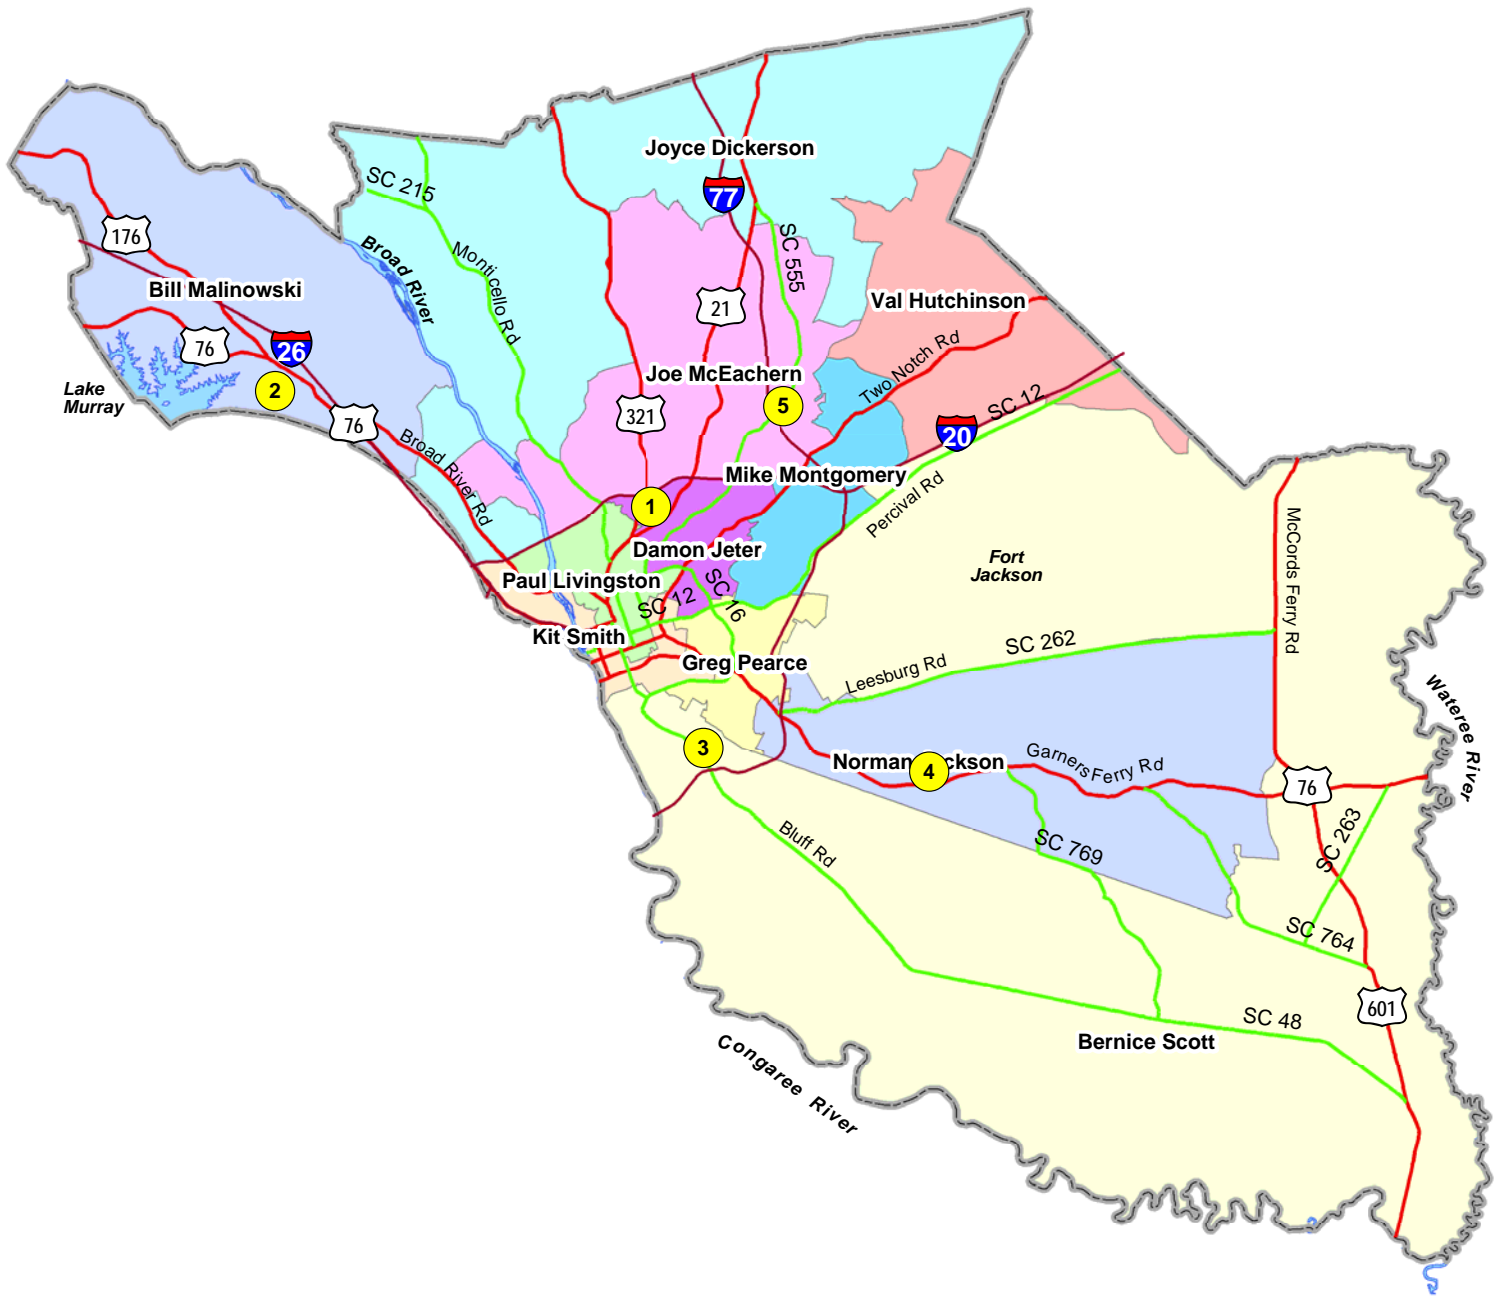 Joyce Dickerson
SC 215
77
176
Broad River
Monticello Rd
SC 555
Bill Malinowski
21
Val Hutchinson
76
26
Two Notch Rd
Lake
Murray
2
Joe McEachern
321
5
SC 12
76
20
Broad River Rd
Mike Montgomery
Percival Rd
1
Damon Jeter
Fort
Jackson
McCords Ferry Rd
Paul Livingston
SC 12
SC 16
Kit Smith
Greg Pearce
Leesburg Rd
SC 262
Wateree River
3
Norman
ckson
4
Garners Ferry Rd
76
SC 263
Bluff Rd
SC 769
SC 764
601
SC 48
Bernice Scott
Congaree River